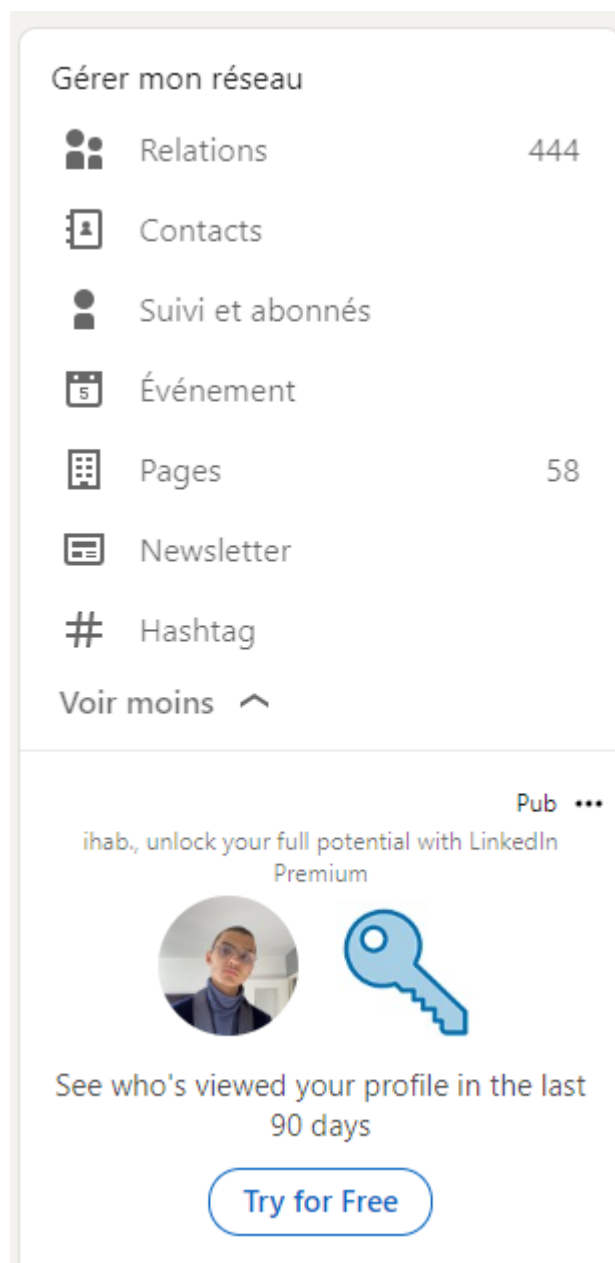 Gérer mon réseau
Relations 444
Contacts
Suivi et abonnés
5 Événement
Pages 58
Newsletter
# Hashtag
Voir moins
Pub •••
ihab., unlock your full potential with LinkedIn
Premium
See who's viewed your profile in the last
90 days
Try for Free